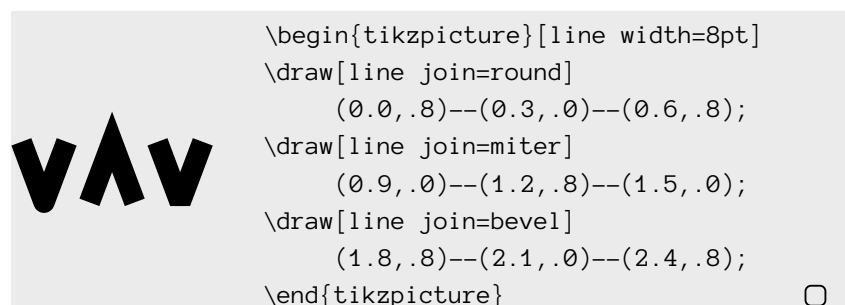 \begin{tikzpicture}[line width=8pt]
\draw[line join=round]
(0.0,.8)--(0.3,.0)--(0.6,.8);
\draw[line join=miter]
(0.9,.0)--(1.2,.8)--(1.5,.0);
\draw[line join=bevel]
(1.8,.8)--(2.1,.0)--(2.4,.8);
\end{tikzpicture}